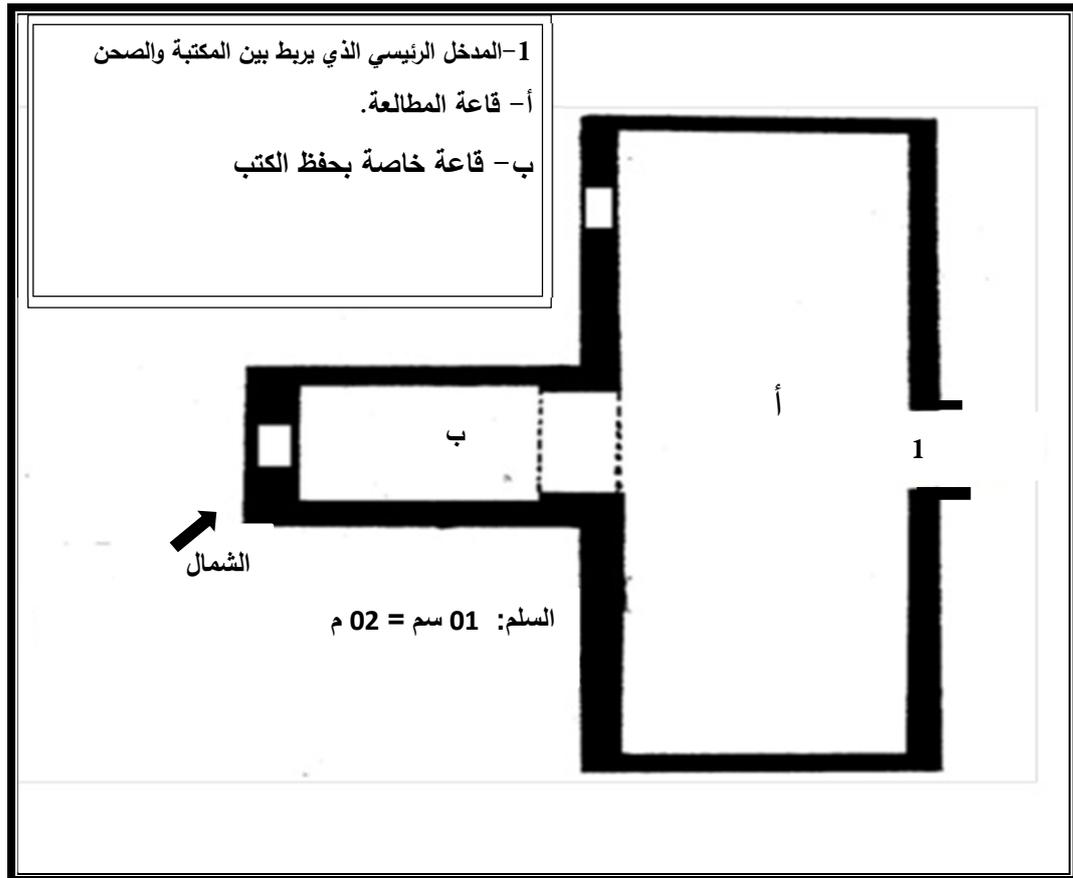 1-المدخل الرئيسي الذي يربط بين المكتبة والصحن
أ- قاعة المطالعة.
ب- قاعة خاصة بحفظ الكتب
أ
ب
1
الشمال
السلم: 01 سم = 02 م